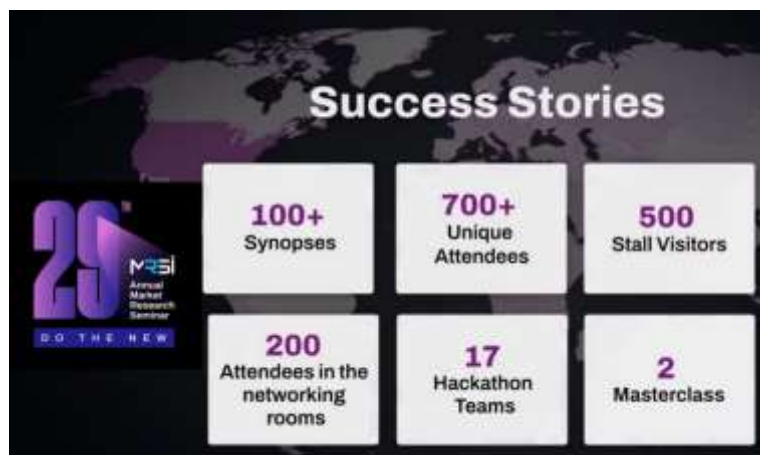 Success Stories
100+
Synopses
700+
Unique
Attendees
500
Stall Visitors
29
MRSI
Annual
Market
Research
Seminar
DO THE NEW
200
Attendees in the
networking
rooms
17
Hackathon
Teams
2
Masterclass